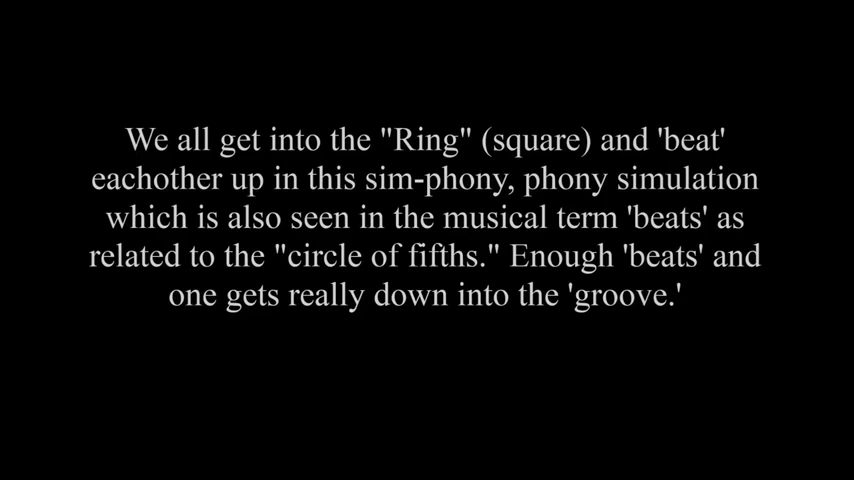 We all get into the "Ring" (square) and 'beat'
eachother up in this sim-phony, phony simulation
which is also seen in the musical term 'beats' as
related to the "circle of fifths." Enough 'beats' and
one gets really down into the 'groove.'